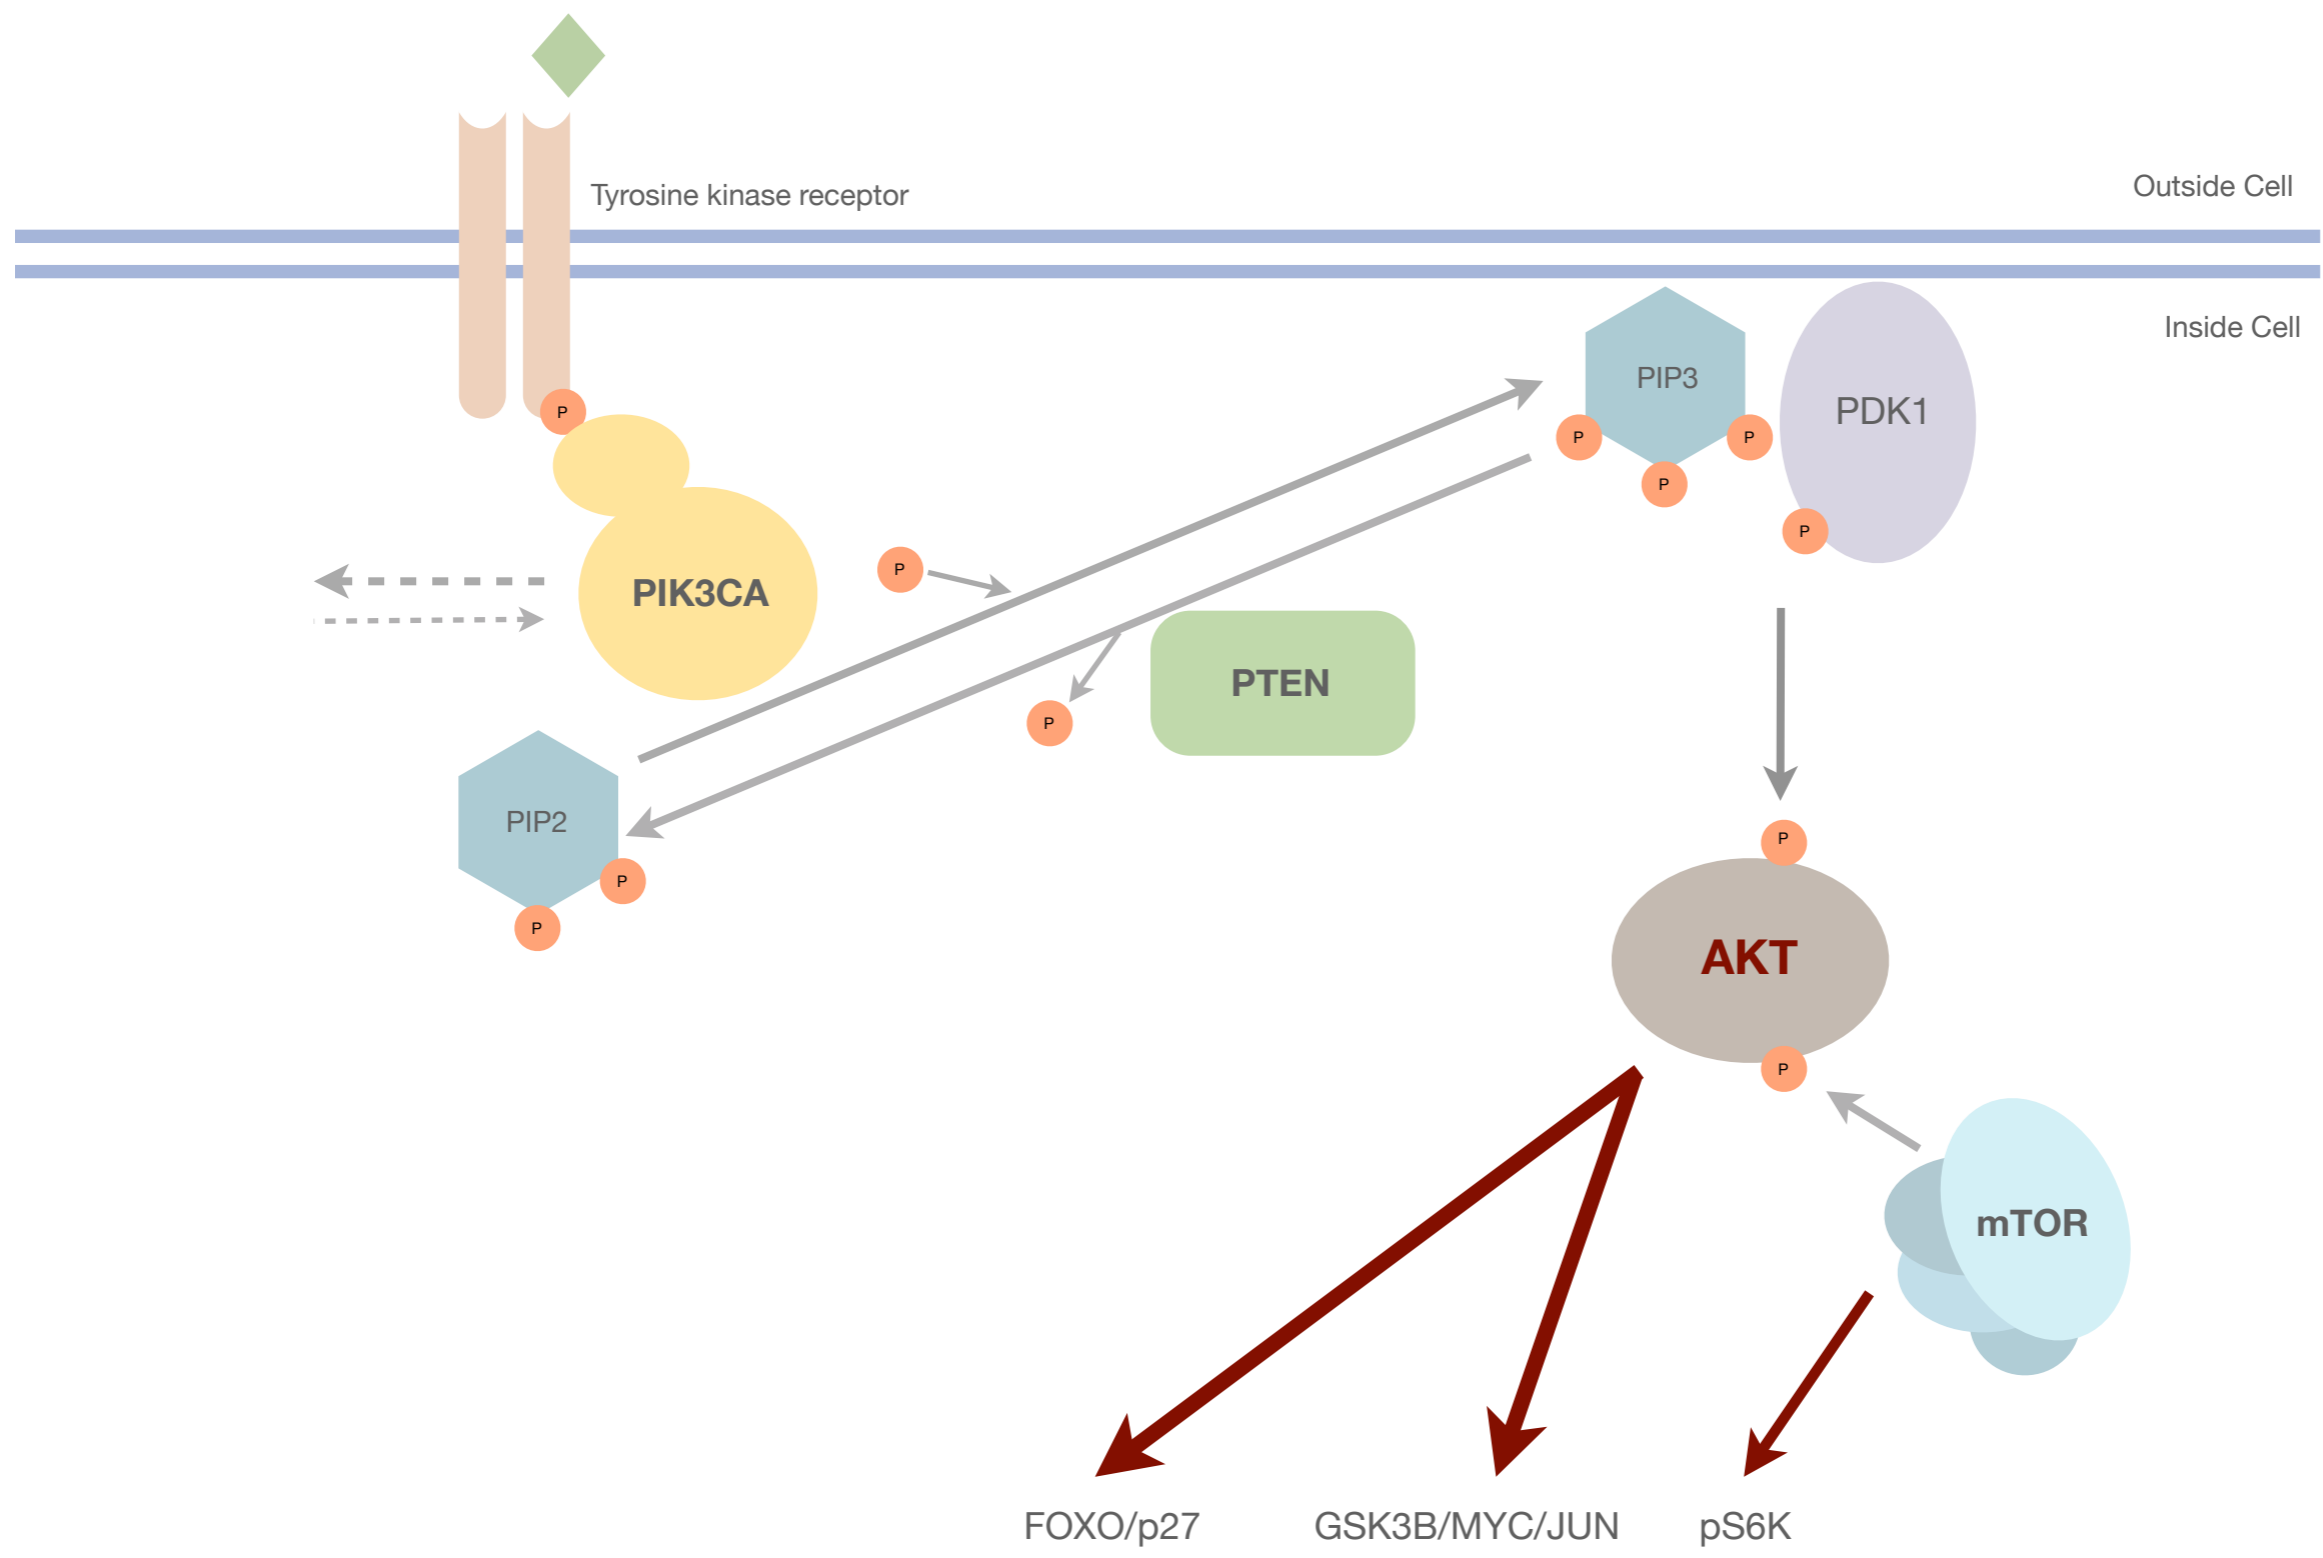 Tyrosine kinase receptor
Outside Cell
Inside Cell
PIP3
PDK1
P
P
P
P
P
PIK3CA
P
PTEN
P
PIP2
P
P
P
AKT
P
mTOR
FOXO/p27
GSK3B/MYC/JUN
pS6K